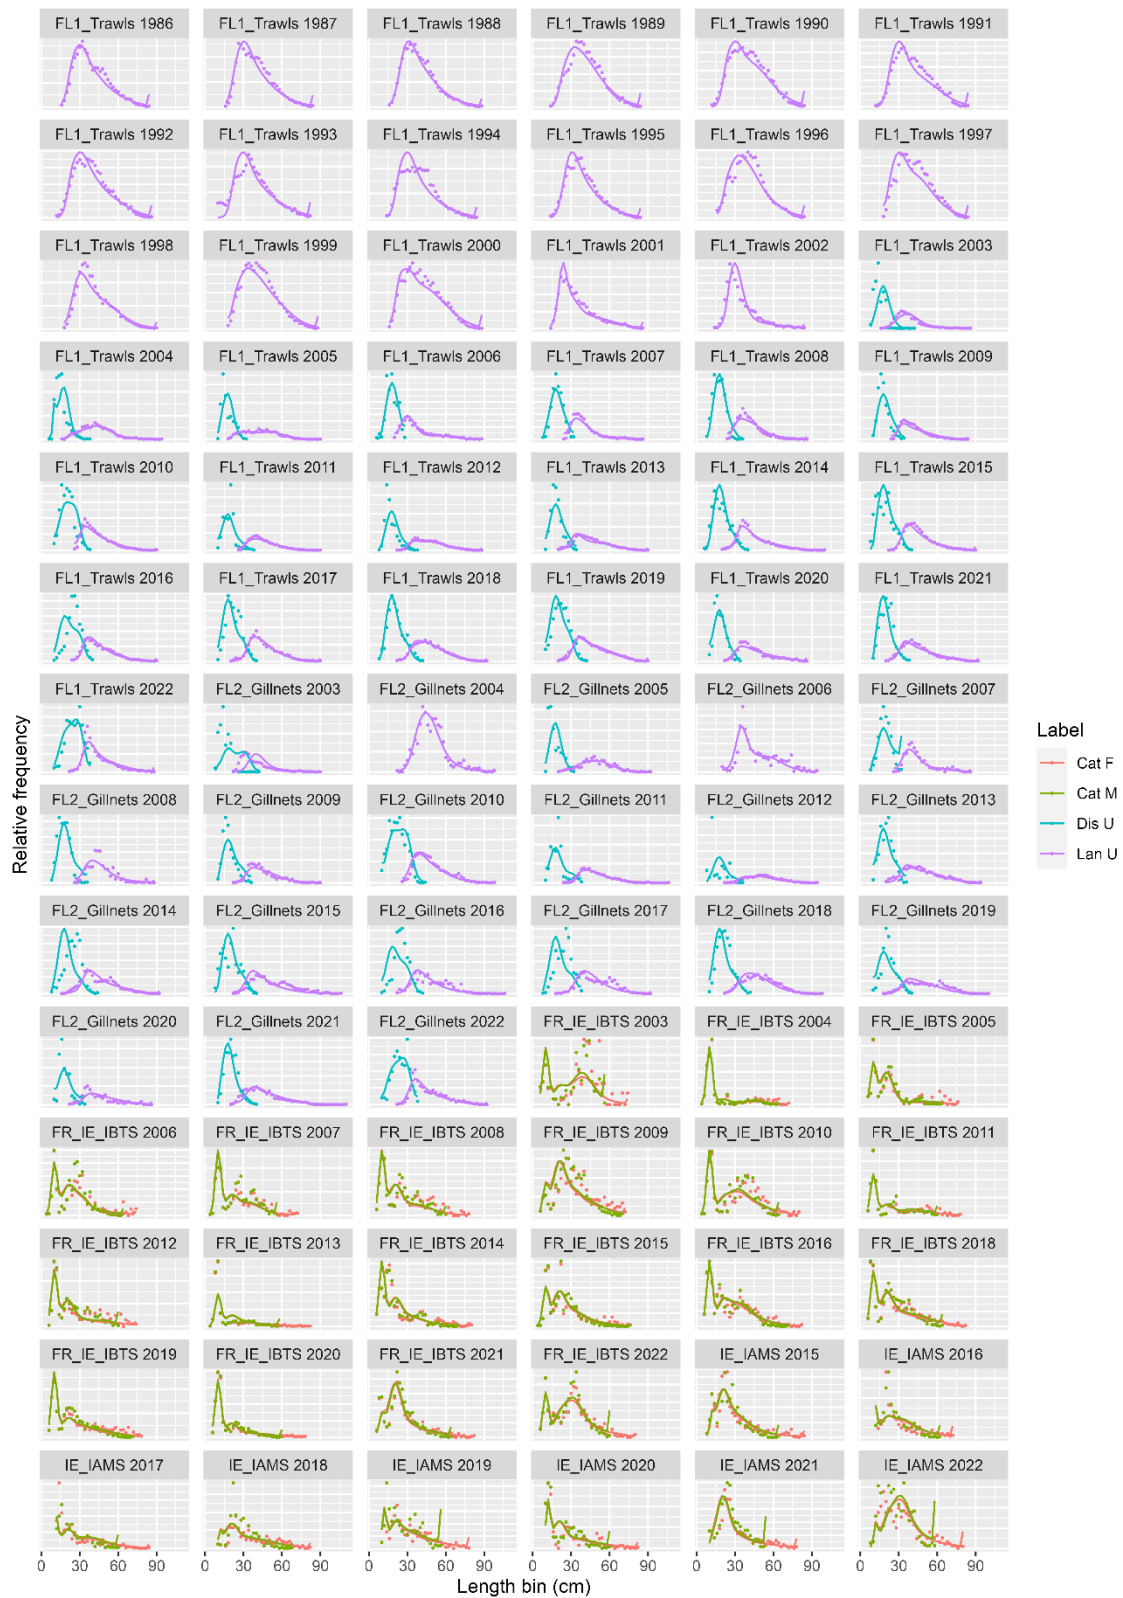 FL1_Trawls 1986 FL1_Trawls 1987 FL1_Trawls 1988 FL1_Trawls 1989 FL1_Trawls 1990 FL1_Trawls 1991
FL1_Trawls 1992 FL1_Trawls 1993 FL1_Trawls 1994 FL1_Trawls 1995 FL1_Trawls 1996 FL1_Trawls 1997
FL1_Trawls 1998 FL1_Trawls 1999 FL1_Trawls 2000 FL1_Trawls 2001 FL1_Trawls 2002 FL1_Trawls 2003
FL1_Trawls 2004 FL1_Trawls 2005 FL1_Trawls 2006 FL1_Trawls 2007 FL1_Trawls 2008 FL1_Trawls 2009
FL1_Trawls 2010 FL1_Trawls 2011 FL1_Trawls 2012 FL1_Trawls 2013 FL1_Trawls 2014 FL1_Trawls 2015
FL1_Trawls 2016 FL1_Trawls 2017 FL1_Trawls 2018 FL1_Trawls 2019 FL1_Trawls 2020 FL1_Trawls 2021
FL1_Trawls 2022 FL2_Gillnets 2003 FL2_Gillnets 2004 FL2_Gillnets 2005 FL2_Gillnets 2006 FL2_Gillnets 2007
FL2_Gillnets 2008 FL2_Gillnets 2009 FL2_Gillnets 2010 FL2_Gillnets 2011 FL2_Gillnets 2012 FL2_Gillnets 2013
FL2_Gillnets 2014 FL2_Gillnets 2015 FL2_Gillnets 2016 FL2_Gillnets 2017 FL2_Gillnets 2018 FL2_Gillnets 2019
FL2_Gillnets 2020 FL2_Gillnets 2021 FL2_Gillnets 2022 FR_IE_IBTS 2003 FR_IE_IBTS 2004 FR_IE_IBTS 2005
FR_IE_IBTS 2006 FR_IE_IBTS 2007 FR_IE_IBTS 2008 FR_IE_IBTS 2009 FR_IE_IBTS 2010 FR_IE_IBTS 2011
FR_IE_IBTS 2012 FR_IE_IBTS 2013 FR_IE_IBTS 2014 FR_IE_IBTS 2015 FR_IE_IBTS 2016 FR_IE_IBTS 2018
FR_IE_IBTS 2019 FR_IE_IBTS 2020 FR_IE_IBTS 2021 FR_IE_IBTS 2022 IE_IAMS 2015 IE_IAMS 2016
IE_IAMS 2017 IE_IAMS 2018 IE_IAMS 2019 IE_IAMS 2020 IE_IAMS 2021 IE_IAMS 2022
0 30 60 90 0 30 60 90 0 30 60 90 0 30 60 90 0 30 60 90 0 30 60 90
Length bin (cm)
Relative frequency
Label
Cat F
Cat M
Dis U
Lan U